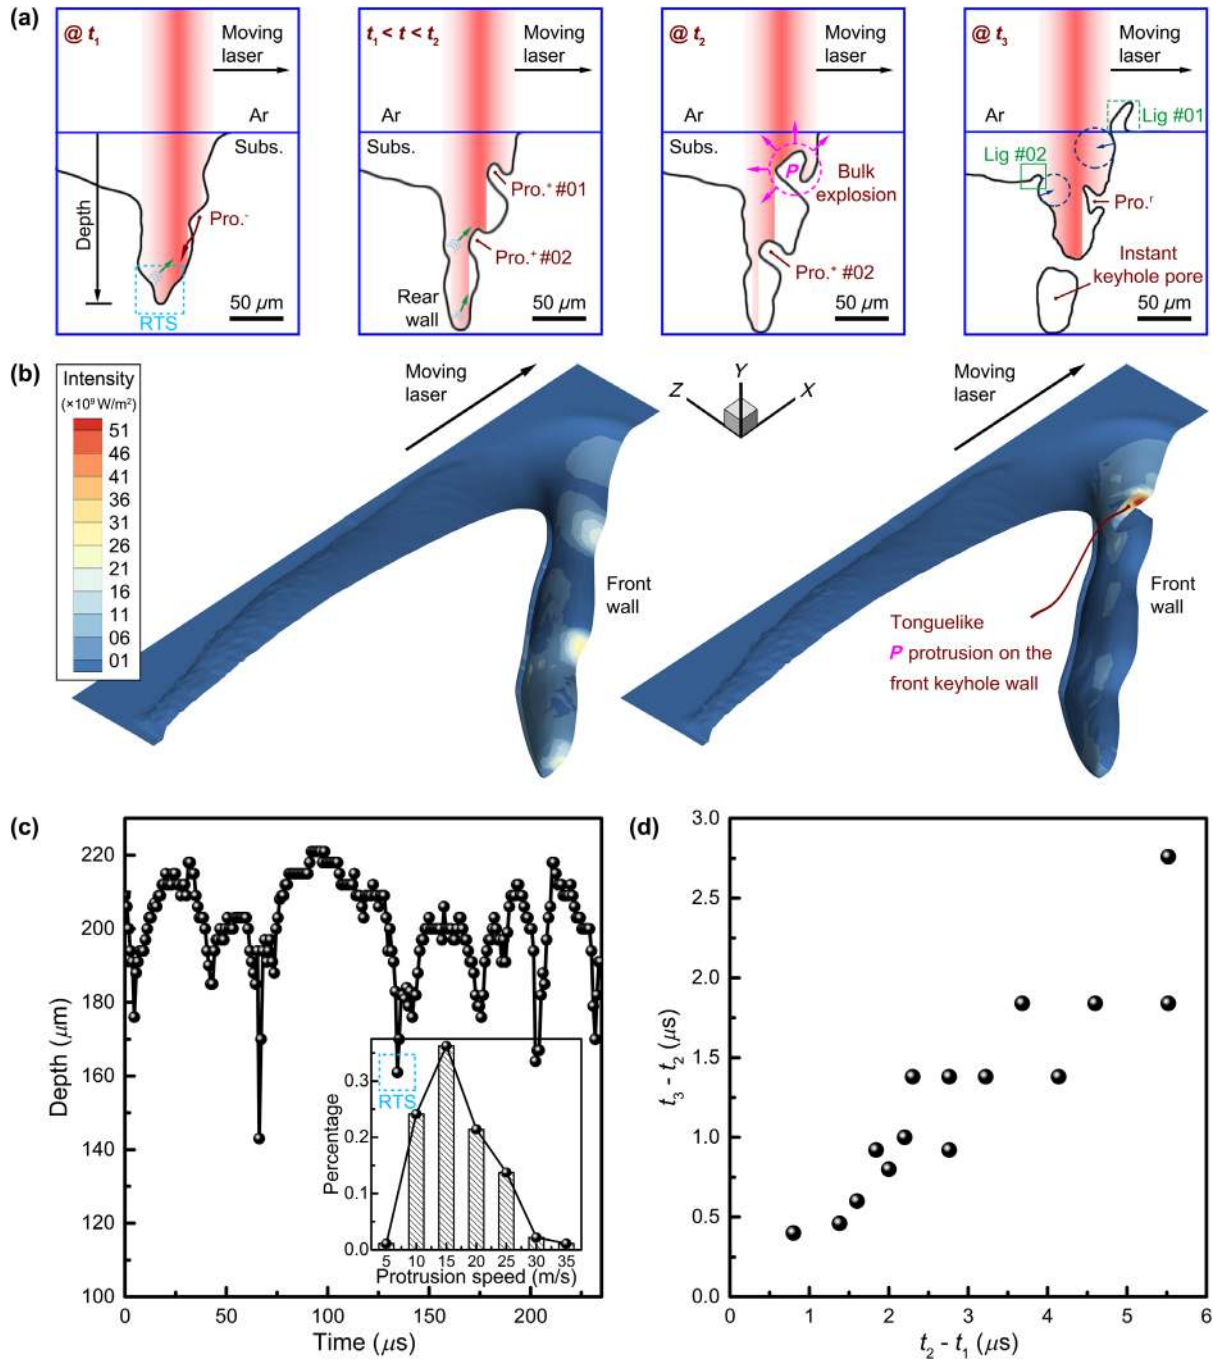 (a)
@ t1
Moving
laser
Ar
Subs.
Depth
Pro.-
RTS
50 μm
t1 < t < t2
Moving
laser
Ar
Subs.
Pro.+ #01
Pro.+ #02
Rear
wall
50 μm
@ t2
Moving
laser
Ar
Subs.
P
Bulk
explosion
Pro.+ #02
50 μm
@ t3
Moving
laser
Ar
Lig #01
Lig #02
Pro.r
Instant
keyhole pore
50 μm
(b)
Intensity
(×10⁹ W/m²)
51
46
41
36
31
26
21
16
11
06
01
Moving
laser
Front
wall
Z
Y
X
Moving
laser
Front
wall
Tonguelike
P protrusion on the
front keyhole wall
(c)
Depth (μm)
220
200
180
160
140
120
100
0
50
100
150
200
Time (μs)
RTS
Percentage
0.3
0.2
0.1
0.0
5
10
15
20
25
30
35
Protrusion speed (m/s)
(d)
t3 - t2 (μs)
3.0
2.5
2.0
1.5
1.0
0.5
0.0
0
1
2
3
4
5
6
t2 - t1 (μs)